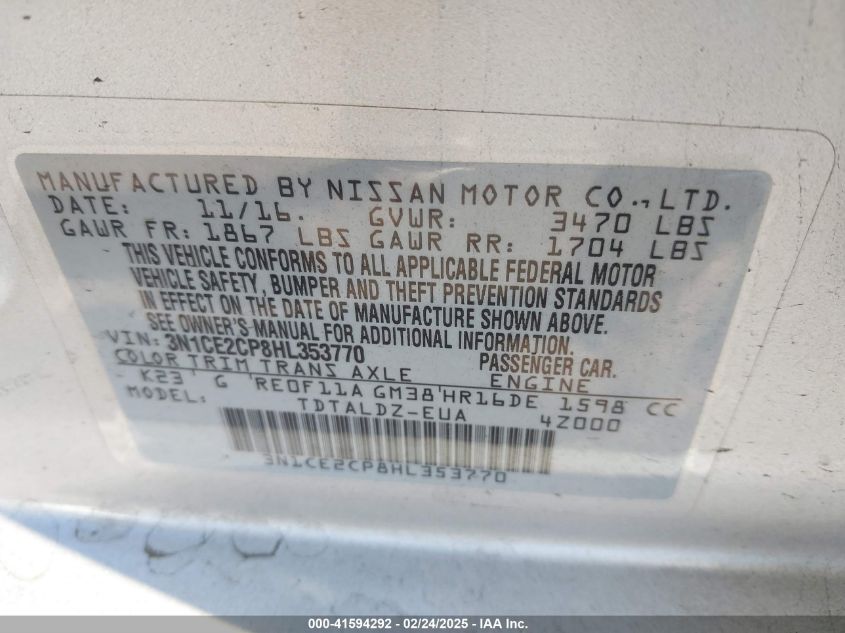 MANUFACTURED BY NISSAN MOTOR CO., LTD.
DATE: 11/16. GVWR: 3470 LBS
GAWR FR: 1867 LBS GAWR RR: 1704 LBS
THIS VEHICLE CONFORMS TO ALL APPLICABLE FEDERAL MOTOR
VEHICLE SAFETY, BUMPER AND THEFT PREVENTION STANDARDS
IN EFFECT ON THE DATE OF MANUFACTURE SHOWN ABOVE.
SEE OWNER'S MANUAL FOR ADDITIONAL INFORMATION.
VIN: 3N1CE2CP8HL353770 PASSENGER CAR.
COLOR TRIM TRANS AXLE ENGINE
K23 G 'RE0F11A GM38'HR16DE 1598 CC
MODEL: TDTALDZ-EUA 4Z000
3N1CE2CP8HL353770
000-41594292 - 02/24/2025 - IAA Inc.